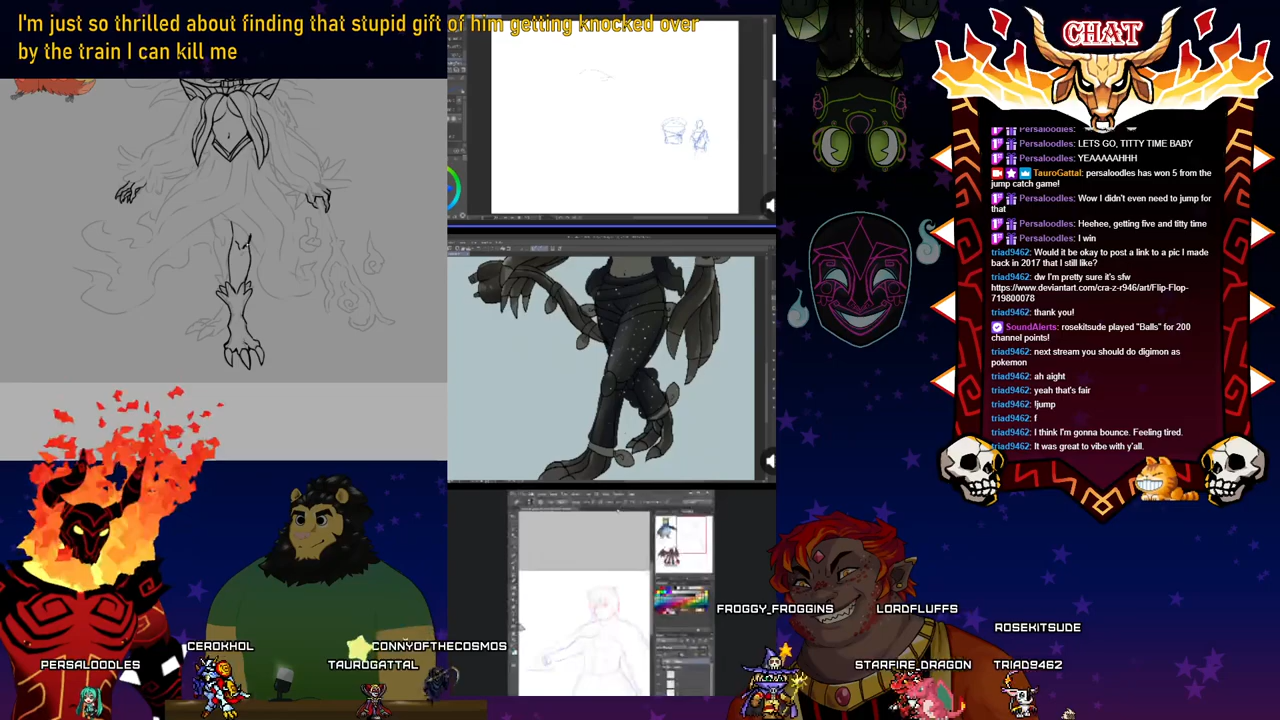 I'm just so thrilled about finding that stupid gift of him getting knocked over
by the train I can kill me
CHAT
Persaloodles:
Persaloodles: LETS GO, TITTY TIME BABY
Persaloodles: YEAAAAAHHH
TauroGattal: persaloodles has won 5 from the
jump catch game!
Persaloodles: Wow I didn't even need to jump for
that
Persaloodles: Heehee, getting five and titty time
Persaloodles: I win
triad9462: Would it be okay to post a link to a pic I made
back in 2017 that I still like?
triad9462: dw I'm pretty sure it's sfw
https://www.deviantart.com/cra-z-r946/art/Flip-Flop-
719800078
triad9462: thank you!
SoundAlerts: rosekitsude played "Balls" for 200
channel points!
triad9462: next stream you should do digimon as
pokemon
triad9462: ah aight
triad9462: yeah that's fair
triad9462: !jump
triad9462: f
triad9462: I think I'm gonna bounce. Feeling tired.
triad9462: It was great to vibe with y'all.
FROGGY_FROGGINS
LORDFLUFFS
ROSEKITSUDE
CEROKHOL
CONNYOFTHECOSMOS
PERSALOODLES
TAUROGATTAL
STARFIRE_DRAGON
TRIAD9462